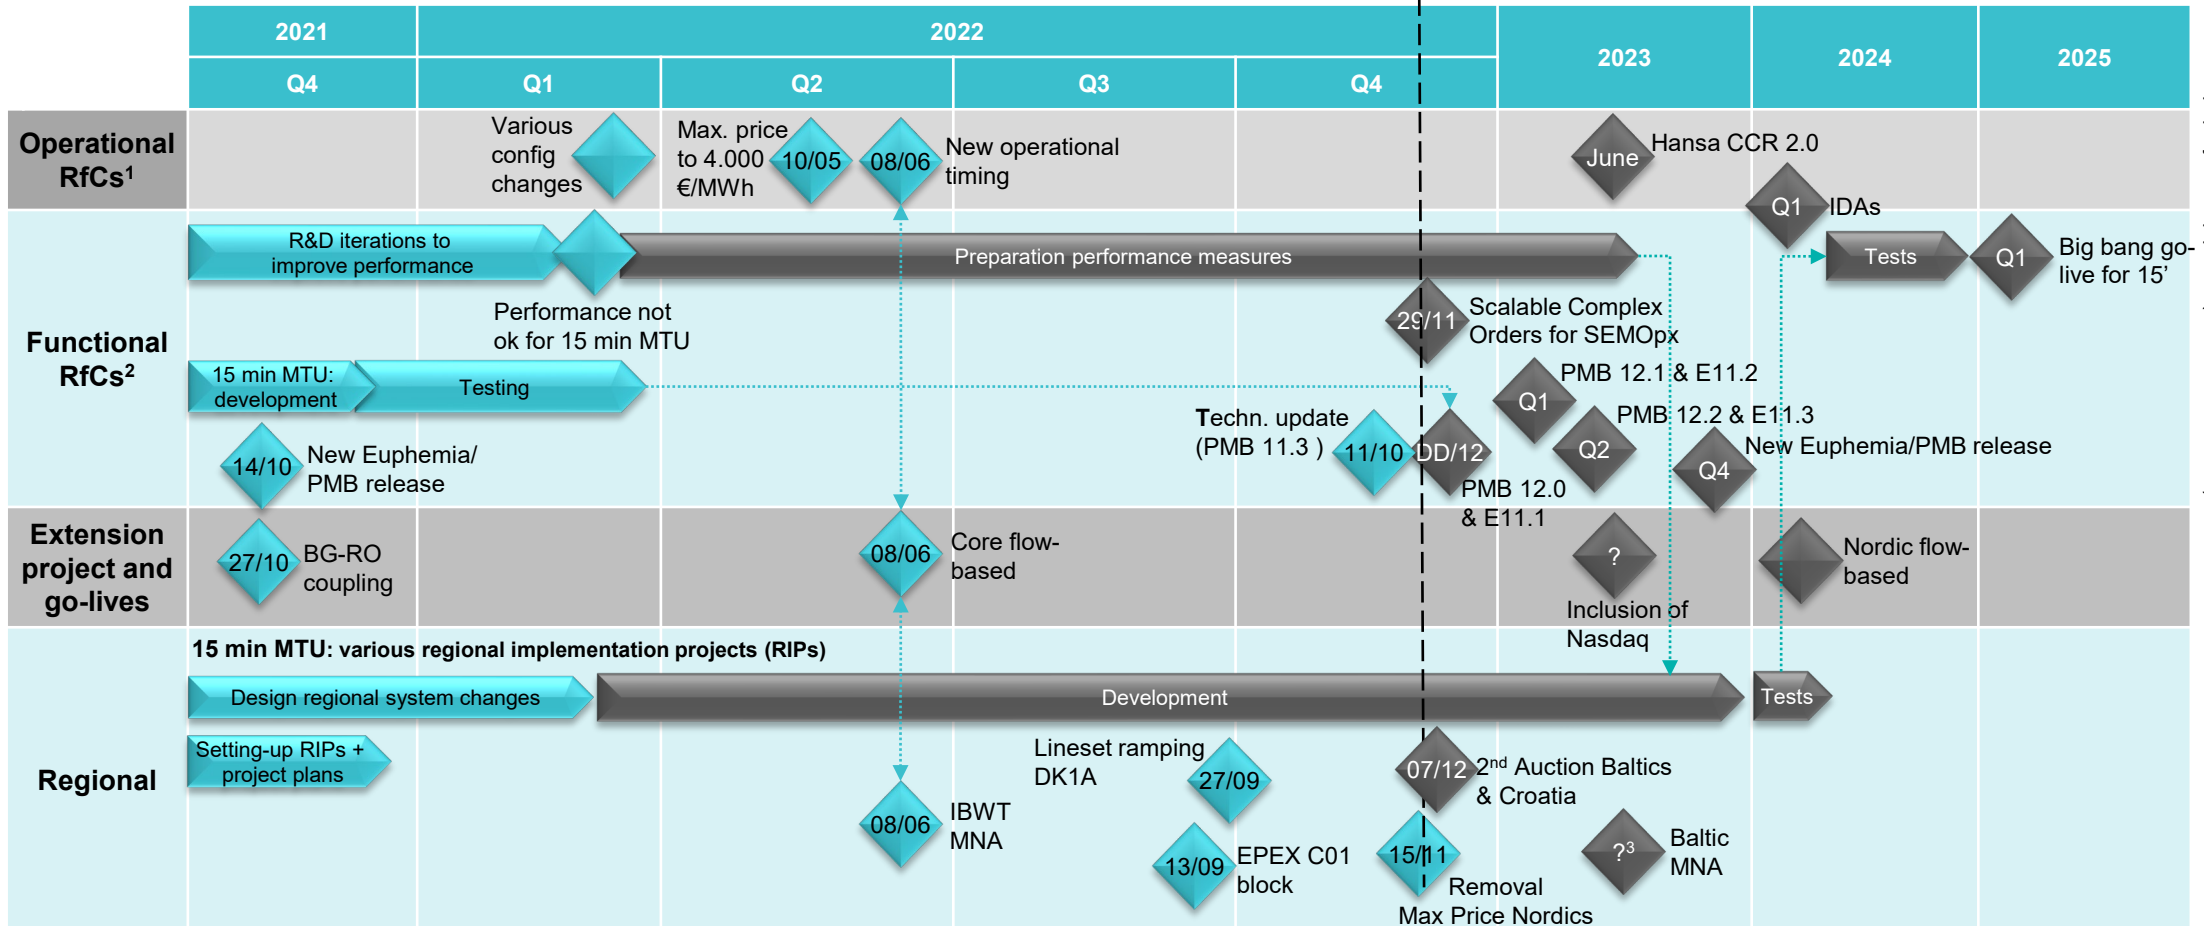 2021
2022
2023
2024
2025
Q4
Q1
Q2
Q3
Q4
Operational
RfCs¹
Various
config
changes
Max. price
to 4.000
€/MWh
10/05
08/06
New operational
timing
June
Hansa CCR 2.0
Q1
IDAs
Functional
RfCs²
R&D iterations to
improve performance
Performance not
ok for 15 min MTU
Preparation performance measures
Tests
Q1
Big bang go-
live for 15’
29/11
Scalable Complex
Orders for SEMOpx
15 min MTU:
development
Testing
14/10
New Euphemia/
PMB release
Techn. update
(PMB 11.3 )
11/10
DD/12
PMB 12.0
& E11.1
Q1
PMB 12.1 & E11.2
Q2
PMB 12.2 & E11.3
Q4
New Euphemia/PMB release
Extension
project and
go-lives
27/10
BG-RO
coupling
08/06
Core flow-
based
?
Inclusion of
Nasdaq
Nordic flow-
based
Regional
15 min MTU: various regional implementation projects (RIPs)
Design regional system changes
Development
Tests
Setting-up RIPs +
project plans
08/06
IBWT
MNA
Lineset ramping
DK1A
27/09
13/09
EPEX C01
block
07/12
2nd Auction Baltics
& Croatia
15/11
Removal
Max Price Nordics
?³
Baltic
MNA